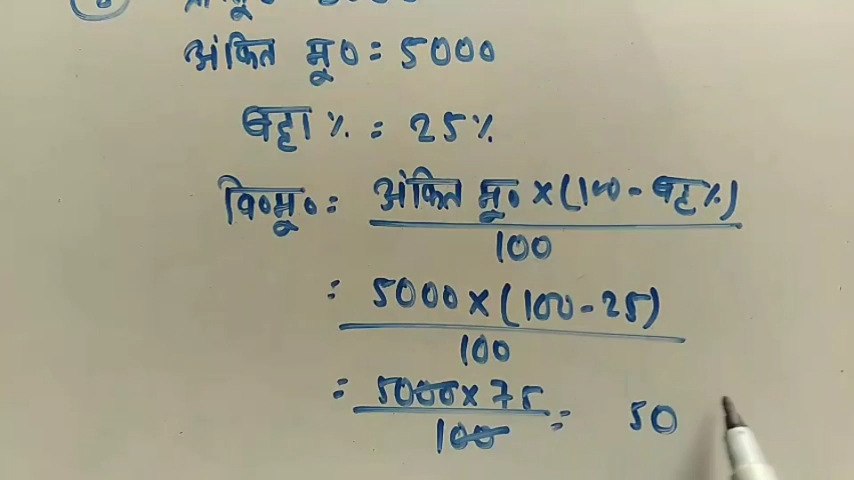 अंकित मू० = 5000
बट्टा % = 25%
वि०मू० = अंकित मू० × (100 - बट्टा%)
100
= 5000 × (100 - 25)
100
= 5000 × 75 = 50
100